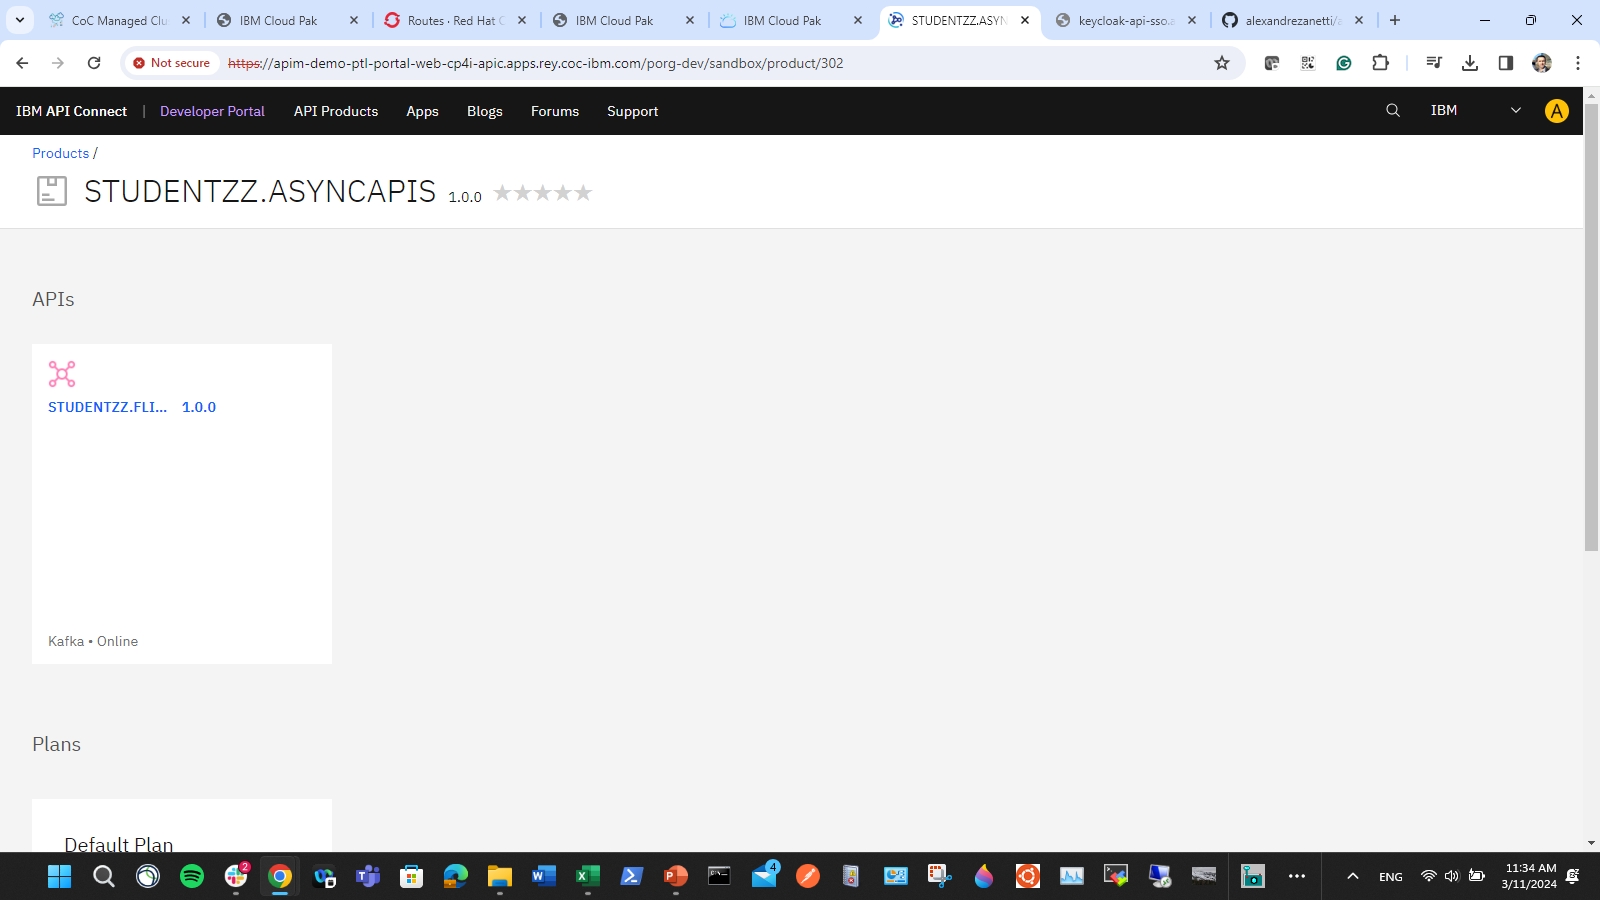 CoC Managed Clu
IBM Cloud Pak
Routes · Red Hat C
IBM Cloud Pak
IBM Cloud Pak
STUDENTZZ.ASYN
keycloak-api-sso.a
alexandrezanetti/a
Not secure
https://apim-demo-ptl-portal-web-cp4i-apic.apps.rey.coc-ibm.com/porg-dev/sandbox/product/302
IBM API Connect | Developer Portal API Products Apps Blogs Forums Support IBM A
Products /
STUDENTZZ.ASYNCAPIS 1.0.0
APIs
STUDENTZZ.FLI... 1.0.0
Kafka • Online
Plans
Default Plan
2
4
ENG
11:34 AM
3/11/2024